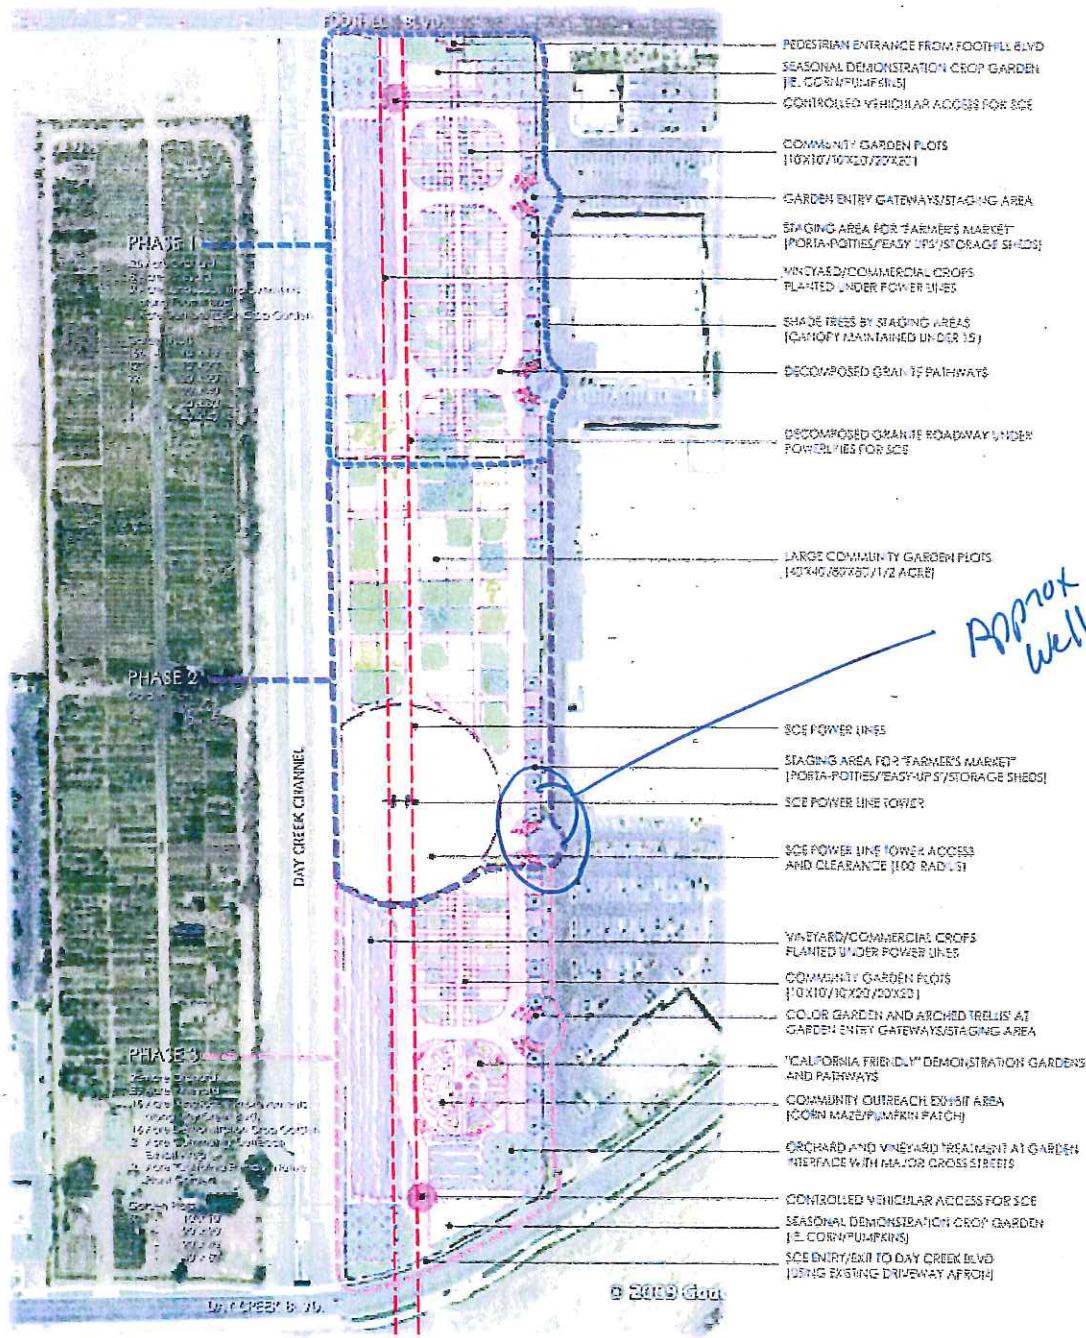 FOOTHILL BLVD.
PEDESTRIAN ENTRANCE FROM FOOTHILL BLVD
SEASONAL DEMONSTRATION CROP GARDEN
[IE. CORN/PUMPKINS]
CONTROLLED VEHICULAR ACCESS FOR SCE
COMMUNITY GARDEN PLOTS
[10X10/10X20/20X20]
GARDEN ENTRY GATEWAYS/STAGING AREA
STAGING AREA FOR "FARMER'S MARKET"
[PORTA-POTTIES/"EASY UPS"/STORAGE SHEDS]
VINEYARD/COMMERCIAL CROPS
PLANTED UNDER POWER LINES
SHADE TREES BY STAGING AREAS
[CANOPY MAINTAINED UNDER 15']
DECOMPOSED GRANITE PATHWAYS
DECOMPOSED GRANITE ROADWAY UNDER
POWERLINES FOR SCE
LARGE COMMUNITY GARDEN PLOTS
[40X40/80X80/1/2 ACRE]
Approx
Well
SCE POWER LINES
STAGING AREA FOR "FARMER'S MARKET"
[PORTA-POTTIES/"EASY-UPS"/STORAGE SHEDS]
SCE POWER LINE TOWER
SCE POWER LINE TOWER ACCESS
AND CLEARANCE [100' RADIUS]
VINEYARD/COMMERCIAL CROPS
PLANTED UNDER POWER LINES
COMMUNITY GARDEN PLOTS
[10X10/10X20/20X20]
COLOR GARDEN AND ARCHED TRELLIS AT
GARDEN ENTRY GATEWAYS/STAGING AREA
"CALIFORNIA FRIENDLY" DEMONSTRATION GARDENS
AND PATHWAYS
COMMUNITY OUTREACH EXHIBIT AREA
[CORN MAZE/PUMPKIN PATCH]
ORCHARD AND VINEYARD TREATMENT AT GARDEN
INTERFACE WITH MAJOR CROSS STREETS
CONTROLLED VEHICULAR ACCESS FOR SCE
SEASONAL DEMONSTRATION CROP GARDEN
[IE. CORN/PUMPKINS]
SCE ENTRY/EXIT TO DAY CREEK BLVD
[USING EXISTING DRIVEWAY APRON]
PHASE 1
PHASE 2
PHASE 3
Garden Plots
DAY CREEK CHANNEL
DAY CREEK BLVD.
© 2009